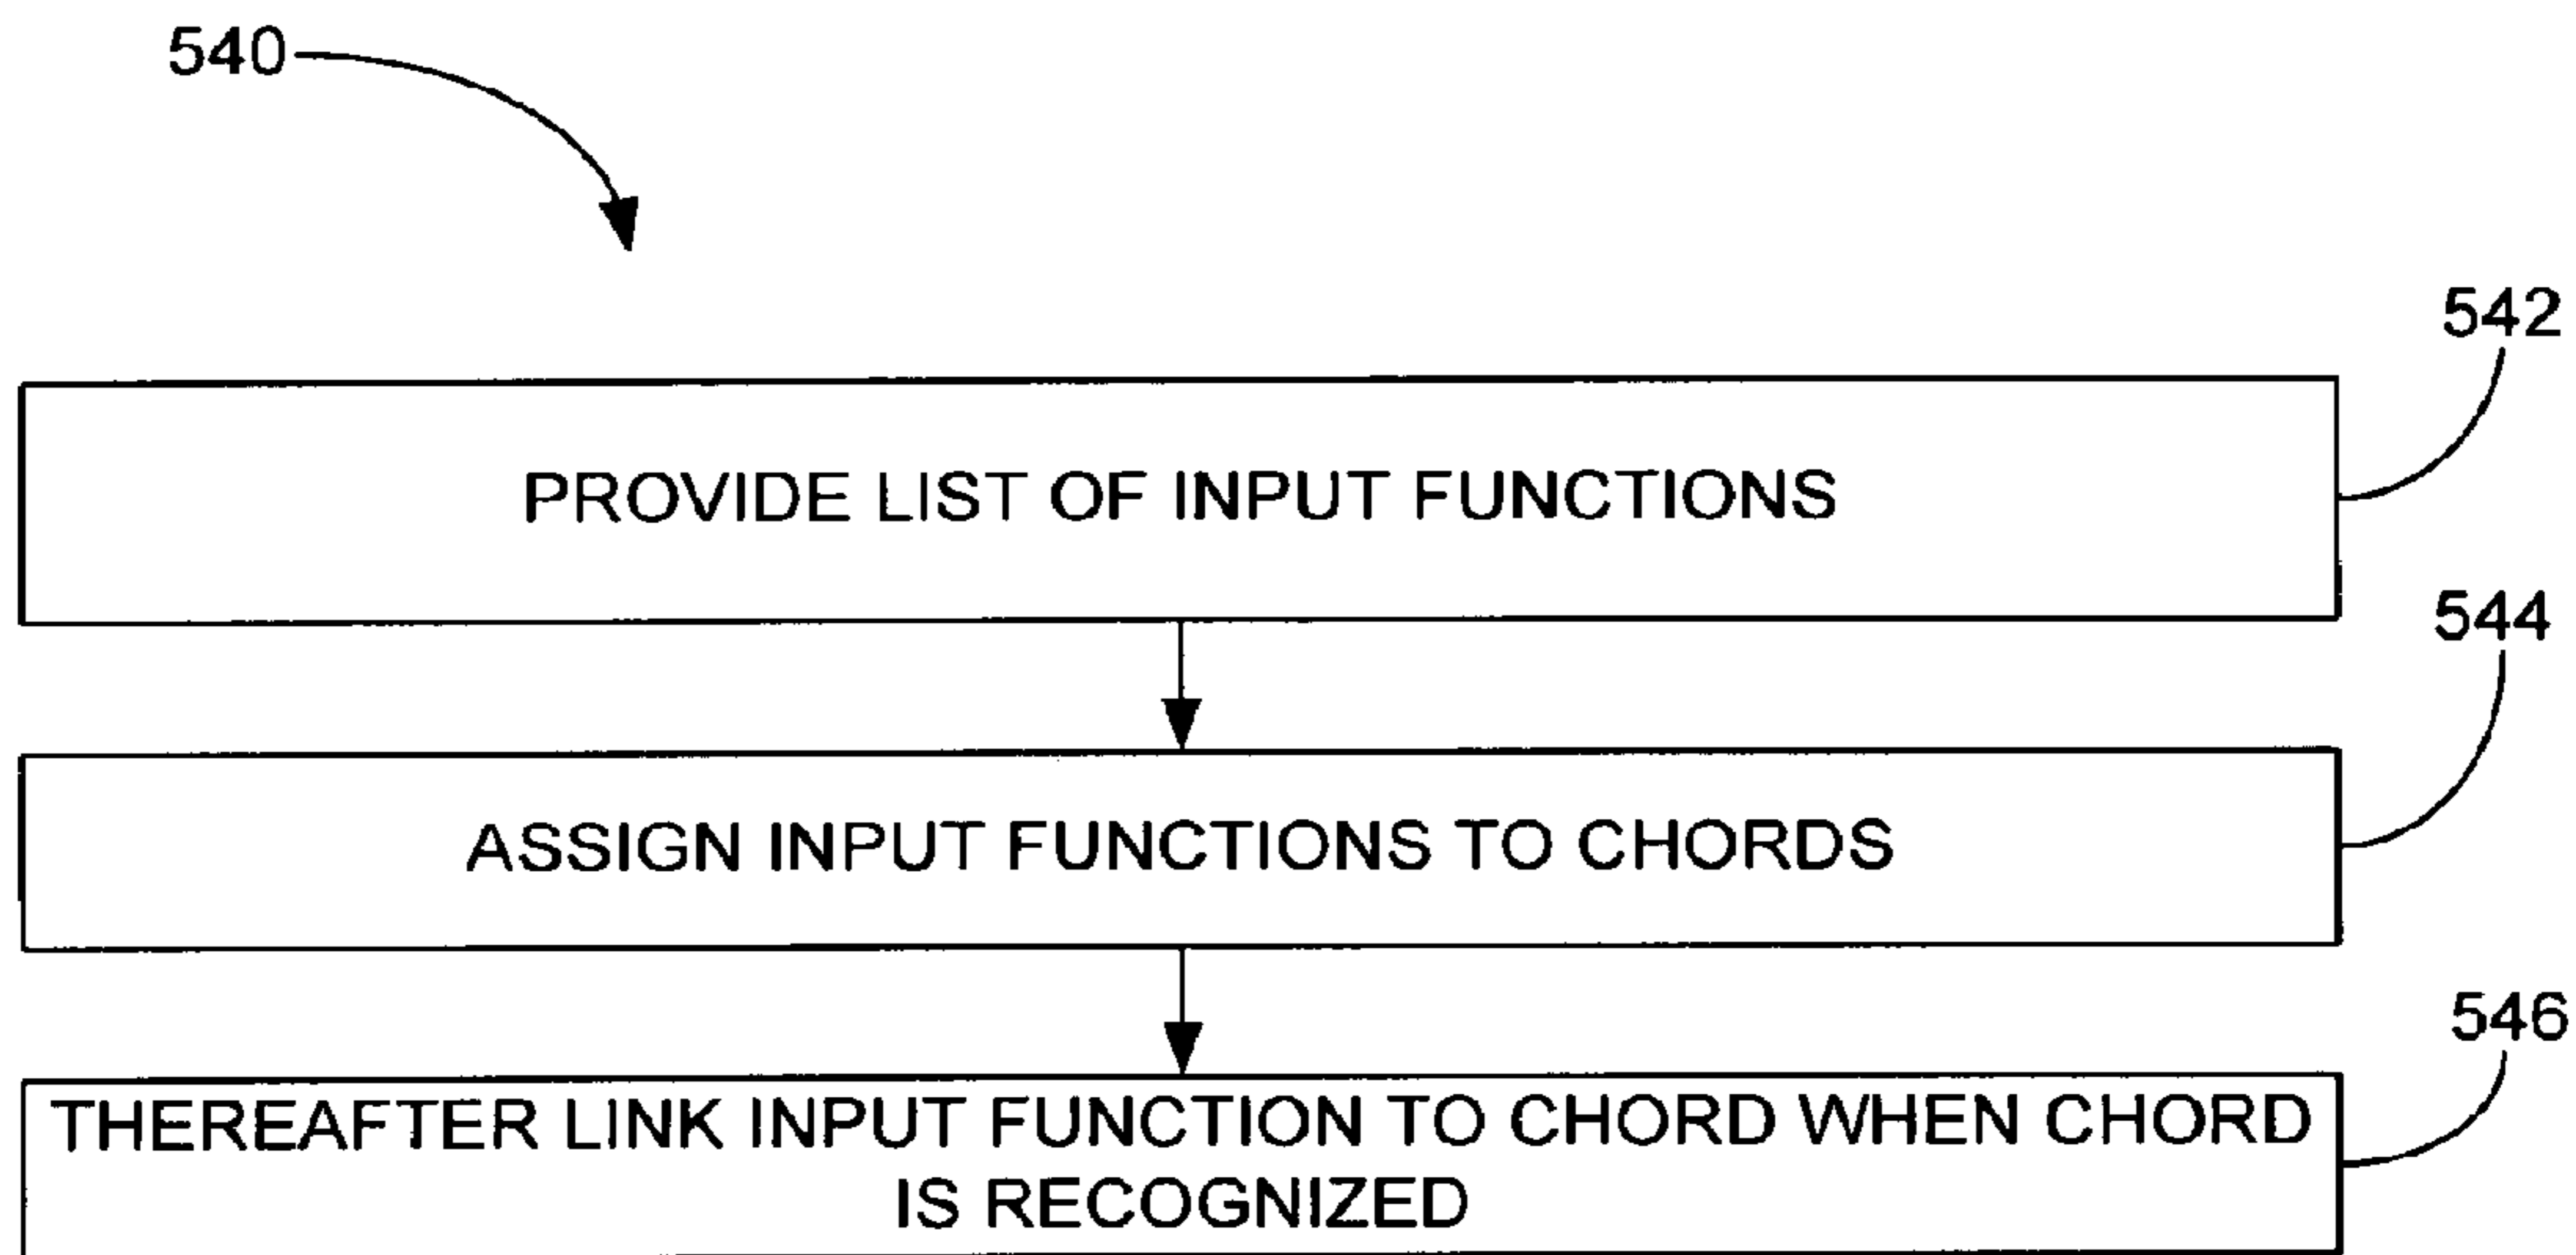 540
542
PROVIDE LIST OF INPUT FUNCTIONS
544
ASSIGN INPUT FUNCTIONS TO CHORDS
546
THEREAFTER LINK INPUT FUNCTION TO CHORD WHEN CHORD
IS RECOGNIZED